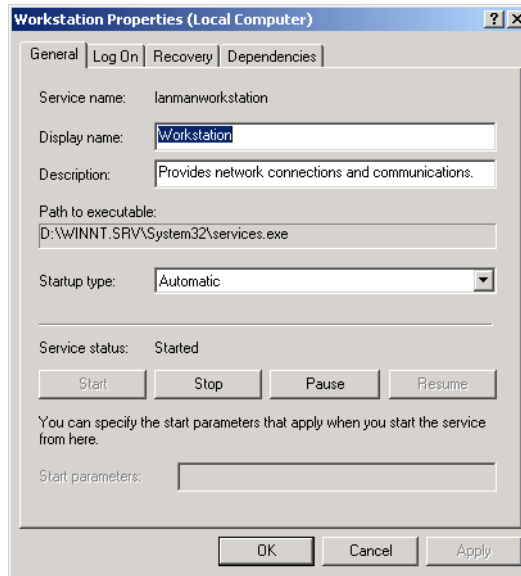 Workstation Properties (Local Computer)
General Log On Recovery Dependencies
Service name: lanmanworkstation
Display name: Workstation
Description: Provides network connections and communications.
Path to executable:
D:\WINNT.SRV\System32\services.exe
Startup type: Automatic
Service status: Started
Start Stop Pause Resume
You can specify the start parameters that apply when you start the service
from here.
Start parameters:
OK Cancel Apply